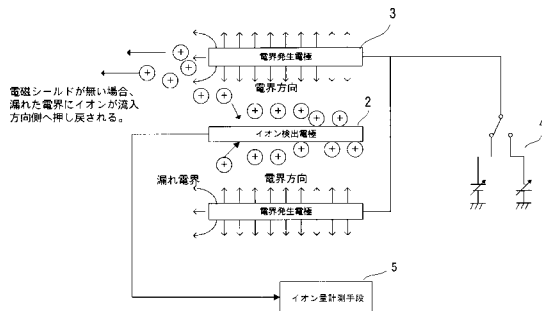 3
電界発生電極
電界方向
電磁シールドが無い場合、
漏れた電界にイオンが流入
方向側へ押し戻される。
2
イオン検出電極
4
漏れ電界
電界方向
電界発生電極
5
イオン量計測手段